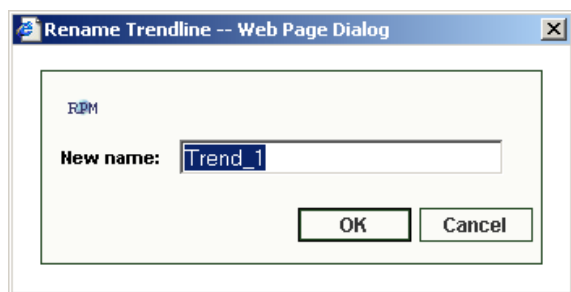 Rename Trendline -- Web Page Dialog
RPM
New name: Trend_1
OK Cancel